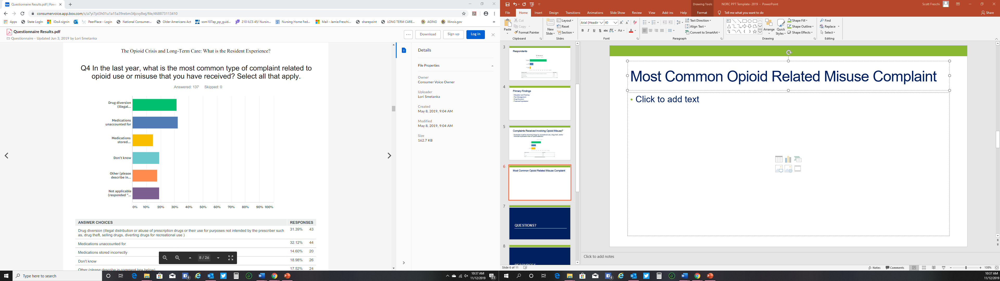 Questionnaire Results.pdf | Pow
consumervoice.app.box.com/s/a7yi7pt3h01u1a15a39rebm34jcvy8wj/file/468873113410
Apps State LogIn IDoA signin PeerPlace - Login National Consumer... Older Americans Act som107ap_pp_guid... 210 ILCS 45/ Nursin... Nursing Home Fed... Mail - Jamie.Freschi... sharepoint LONG TERM CARE... AGING Illinois.gov »
Questionnaire Results.pdf
Questionnaire - Updated Jun 3, 2019 by Lori Smetanka
... Download Sign up Log in
The Opioid Crisis and Long-Term Care: What is the Resident Experience?
Q4 In the last year, what is the most common type of complaint related to
opioid use or misuse that you have received? Select all that apply.
Answered: 137 Skipped: 0
Drug diversion
(illegal...
Medications
unaccounted for
Medications
stored...
Don't know
Other (please
describe in...
Not applicable
(responded "...
0% 10% 20% 30% 40% 50% 60% 70% 80% 90% 100%
ANSWER CHOICES RESPONSES
Drug diversion (illegal distribution or abuse of prescription drugs or their use for purposes not intended by the prescriber such 31.39% 43
as, drug theft, selling drugs, diverting drugs for recreational use )
Medications unaccounted for 32.12% 44
Medications stored incorrectly 14.60% 20
Don't know 18.98% 26
Other (please describe in comment box below) 17.52% 24
8 / 26
Details
File Properties
Owner
Consumer Voice Owner
Uploader
Lori Smetanka
Created
May 8, 2019, 9:04 AM
Modified
May 8, 2019, 9:04 AM
Size
162.7 KB
Type here to search
10:37 AM
11/12/2019
23
Drawing Tools NORC PPT Template- 2019 - PowerPoint Scott Freschi
File Home Insert Design Transitions Animations Slide Show Review View Add-ins Help Format Tell me what you want to do Share
Paste
Cut
Copy
Format Painter
Clipboard
New
Slide
Layout
Reset
Section
Slides
Arial (Headir 40
B I U S abc AV Aa A
Font
Text Direction
Align Text
Convert to SmartArt
Paragraph
Arrange
Quick
Styles
Shape Fill
Shape Outline
Shape Effects
Drawing
Find
Replace
Select
Editing
3
Respondents
4
Primary Findings
- Education and Training
- Pain Management
- Drug Diversion
- Financial Exploitation
5
Complaints Received Involving Opioid Misuse?
6
Most Common Opioid Related Misuse Complaint
7
QUESTIONS?
8
RESOURCES
Most Common Opioid Related Misuse Complaint
• Click to add text
Click to add notes
Slide 6 of 11
Notes Comments 108%
10:37 AM
11/12/2019